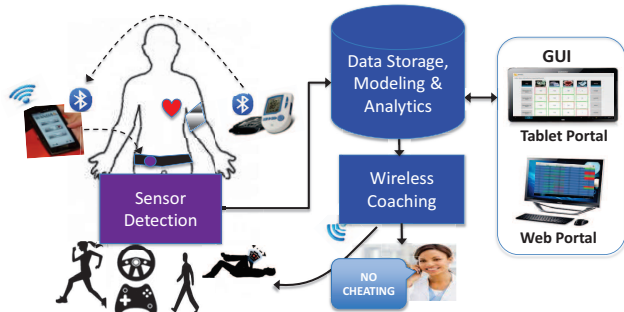 Data Storage,
Modeling &
Analytics
GUI
Tablet Portal
Sensor
Detection
Wireless
Coaching
Web Portal
NO
CHEATING